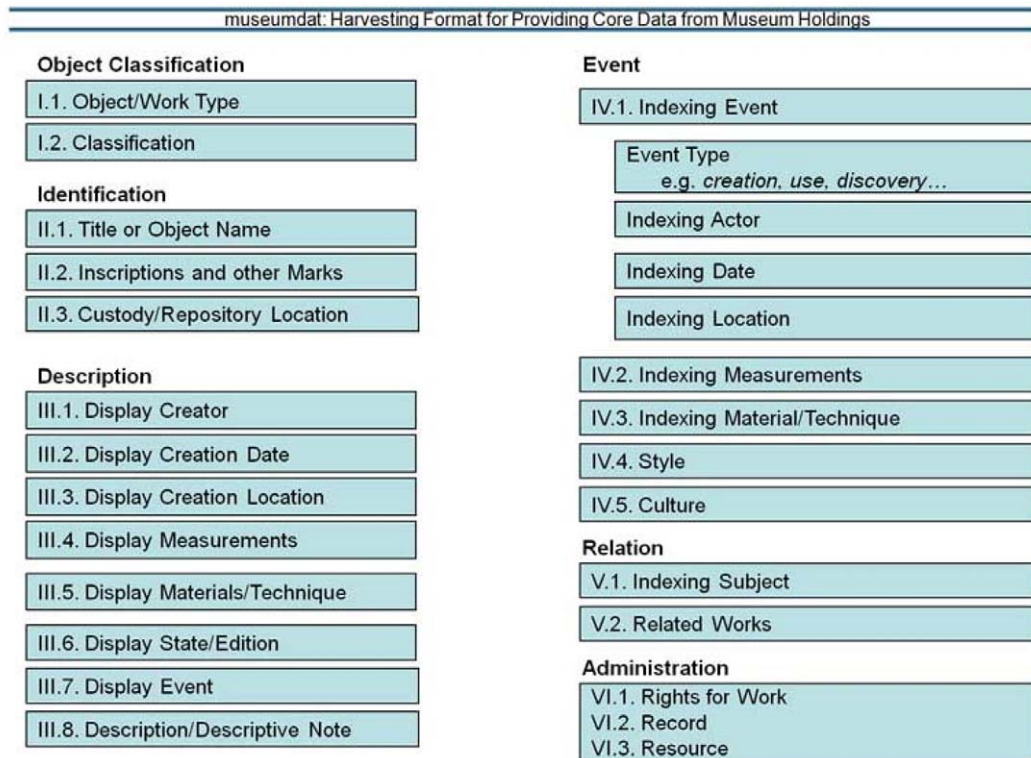 museumdat: Harvesting Format for Providing Core Data from Museum Holdings
Object Classification
I.1. Object/Work Type
I.2. Classification
Identification
II.1. Title or Object Name
II.2. Inscriptions and other Marks
II.3. Custody/Repository Location
Description
III.1. Display Creator
III.2. Display Creation Date
III.3. Display Creation Location
III.4. Display Measurements
III.5. Display Materials/Technique
III.6. Display State/Edition
III.7. Display Event
III.8. Description/Descriptive Note
Event
IV.1. Indexing Event
Event Type
e.g. creation, use, discovery…
Indexing Actor
Indexing Date
Indexing Location
IV.2. Indexing Measurements
IV.3. Indexing Material/Technique
IV.4. Style
IV.5. Culture
Relation
V.1. Indexing Subject
V.2. Related Works
Administration
VI.1. Rights for Work
VI.2. Record
VI.3. Resource